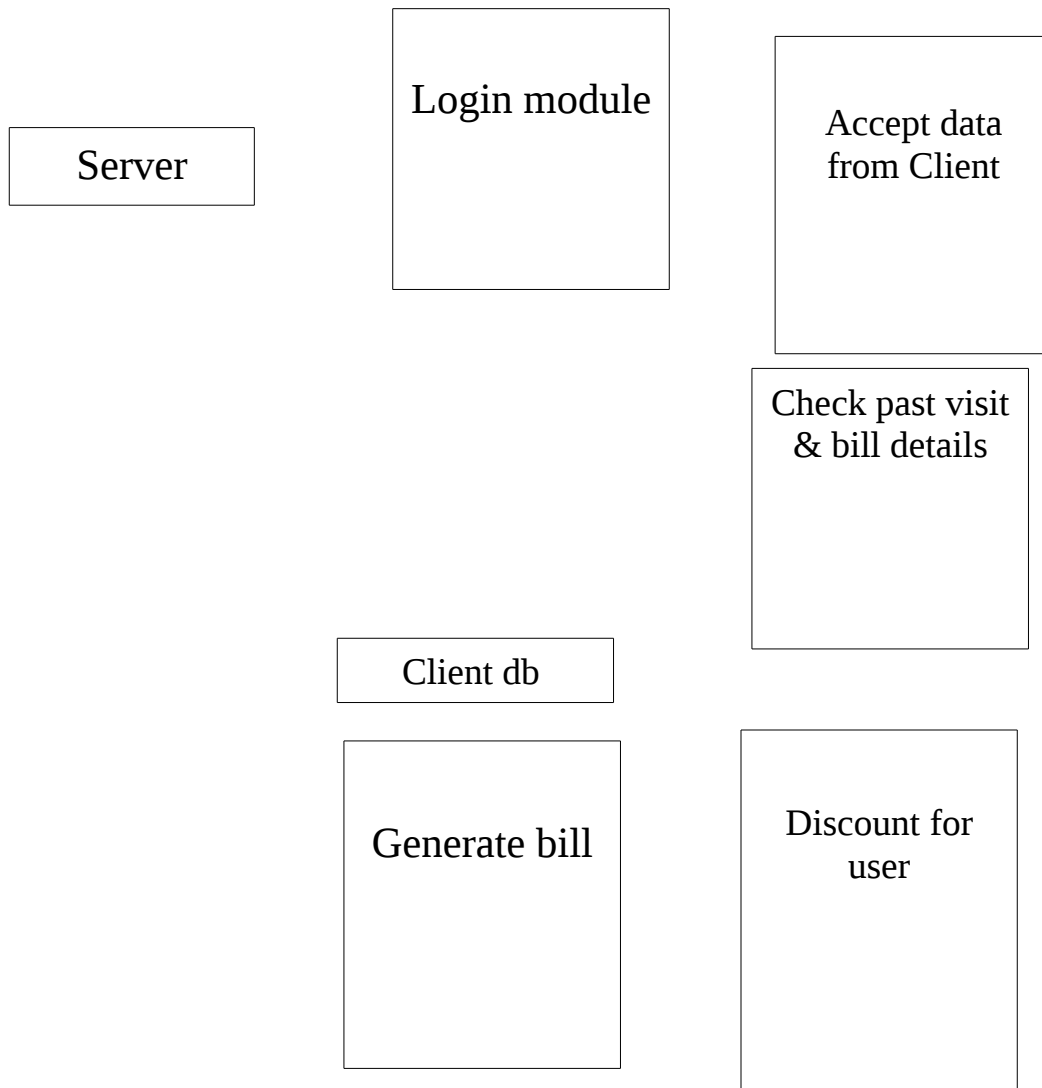 Login module
Server
Accept data
from Client
Check past visit
& bill details
Client db
Generate bill
Discount for
user